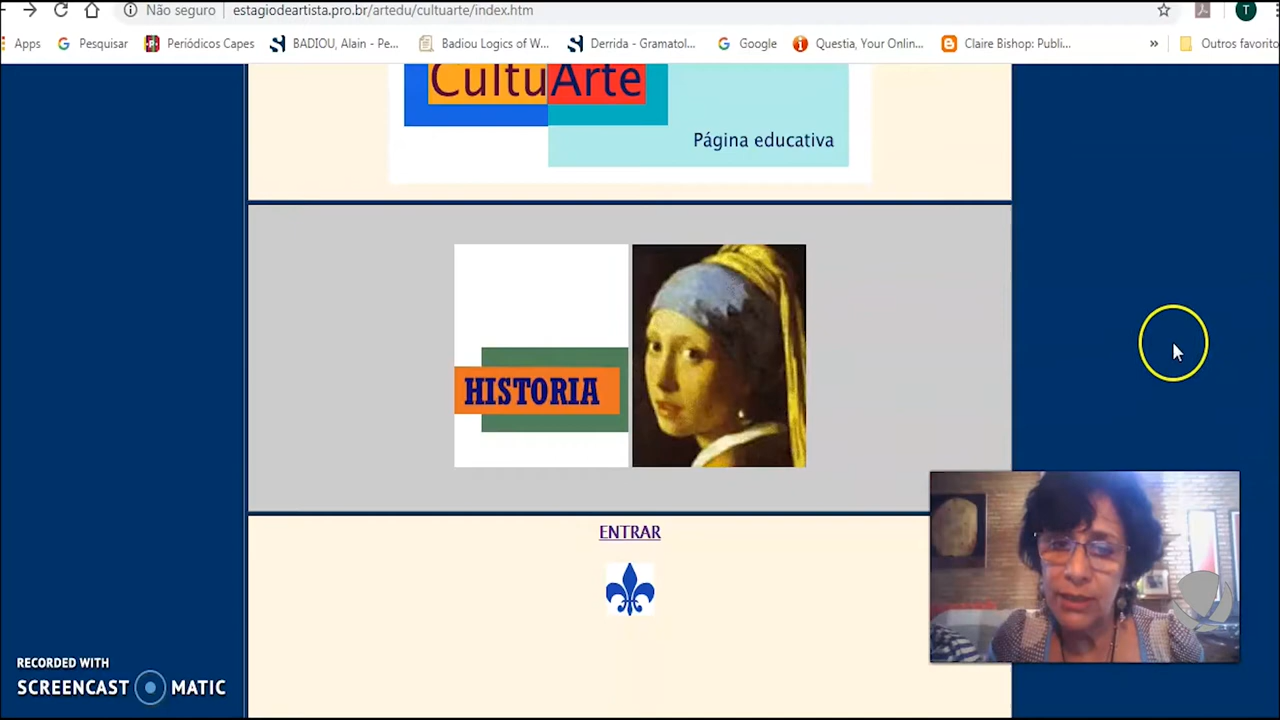 Não seguro
estagiodeartista.pro.br/artedu/cultuarte/index.htm
T
Apps
Pesquisar
Periódicos Capes
BADIOU, Alain - Pe...
Badiou Logics of W...
Derrida - Gramatol...
Google
Questia, Your Onlin...
Claire Bishop: Publi...
»
Outros favorito
CultuArte
Página educativa
HISTORIA
ENTRAR
RECORDED WITH
SCREENCAST MATIC